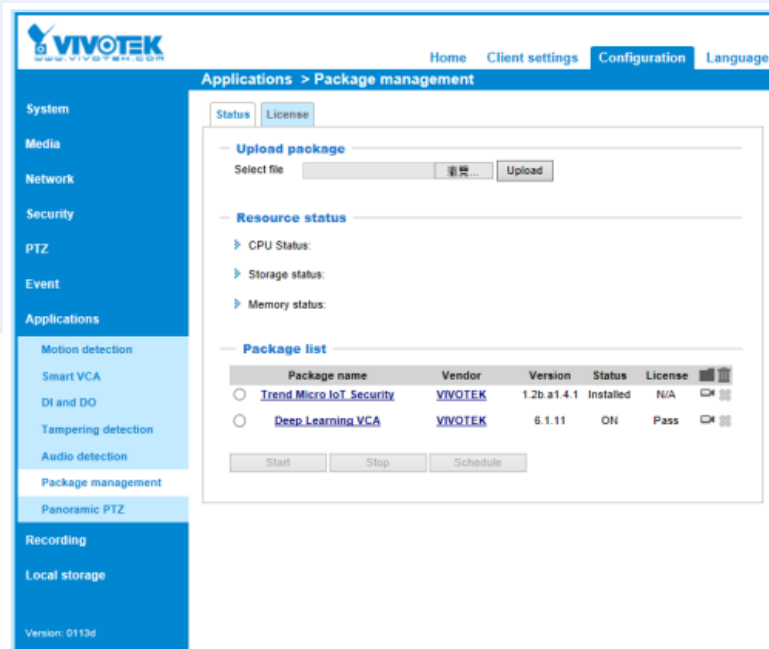 VIVOTEK
www.vivotek.com
Home Client settings Configuration Language
Applications > Package management
System
Media
Network
Security
PTZ
Event
Applications
Motion detection
Smart VCA
DI and DO
Tampering detection
Audio detection
Package management
Panoramic PTZ
Recording
Local storage
Version: 0113d
Status License
Upload package
Select file 瀏覽... Upload
Resource status
CPU Status:
Storage status:
Memory status:
Package list
Package name Vendor Version Status License
Trend Micro IoT Security VIVOTEK 1.2b.a1.4.1 Installed N/A
Deep Learning VCA VIVOTEK 6.1.11 ON Pass
Start Stop Schedule